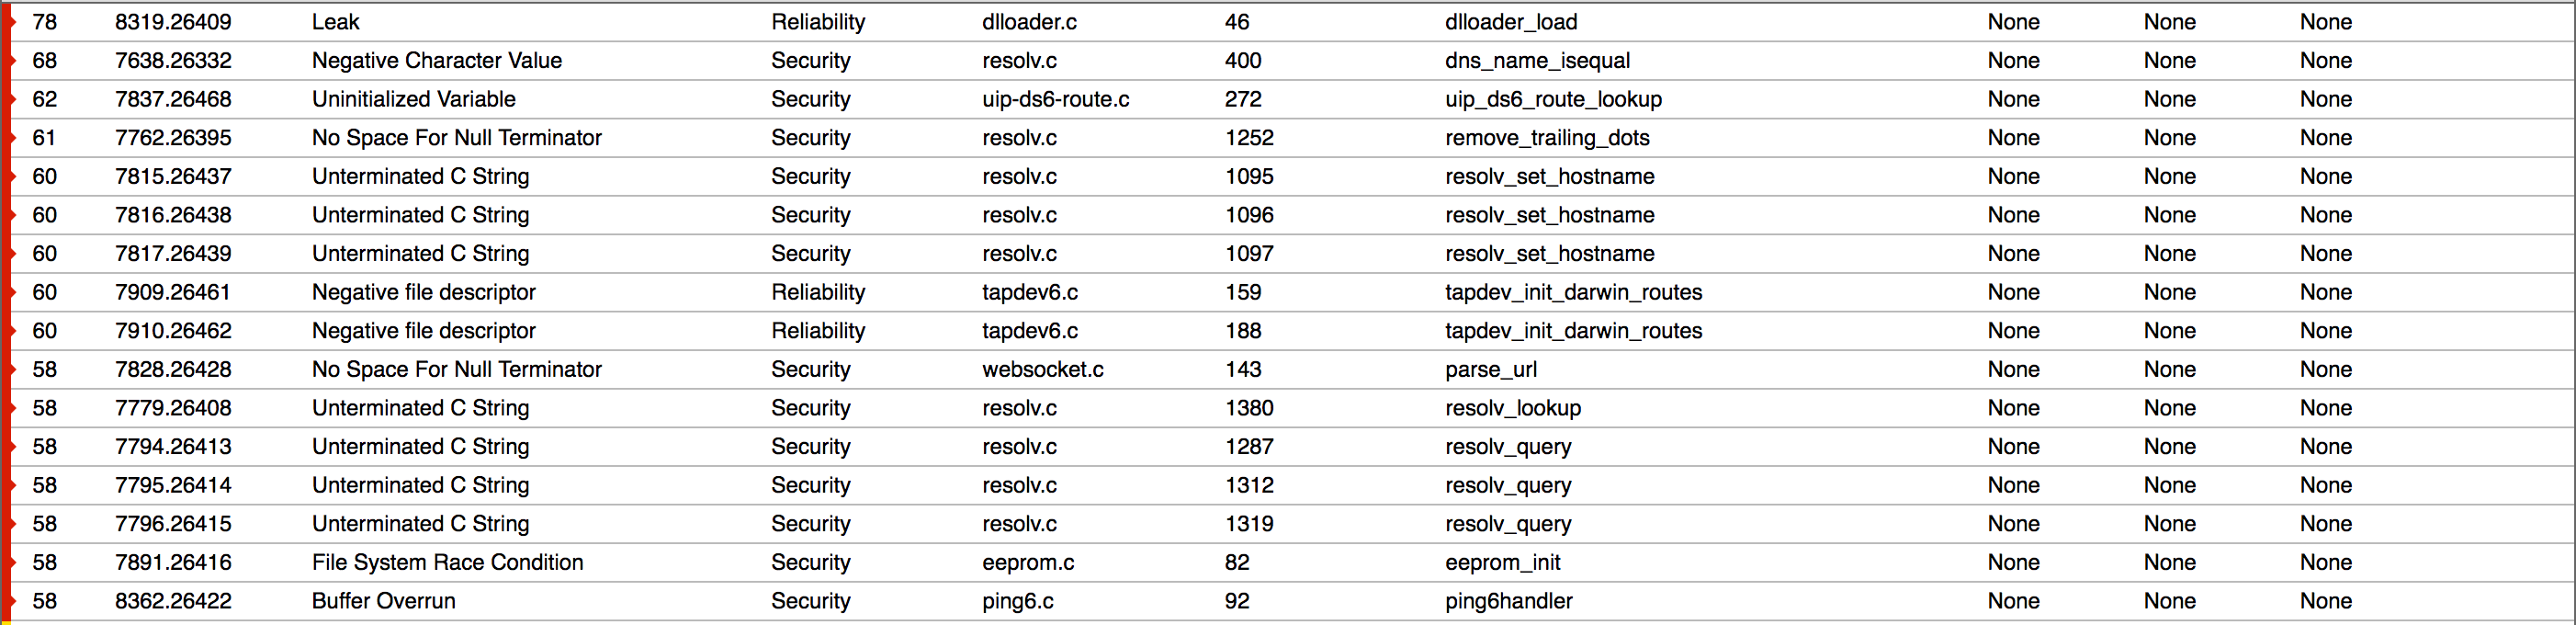 78 8319.26409 Leak Reliability dlloader.c 46 dlloader_load None None None
68 7638.26332 Negative Character Value Security resolv.c 400 dns_name_isequal None None None
62 7837.26468 Uninitialized Variable Security uip-ds6-route.c 272 uip_ds6_route_lookup None None None
61 7762.26395 No Space For Null Terminator Security resolv.c 1252 remove_trailing_dots None None None
60 7815.26437 Unterminated C String Security resolv.c 1095 resolv_set_hostname None None None
60 7816.26438 Unterminated C String Security resolv.c 1096 resolv_set_hostname None None None
60 7817.26439 Unterminated C String Security resolv.c 1097 resolv_set_hostname None None None
60 7909.26461 Negative file descriptor Reliability tapdev6.c 159 tapdev_init_darwin_routes None None None
60 7910.26462 Negative file descriptor Reliability tapdev6.c 188 tapdev_init_darwin_routes None None None
58 7828.26428 No Space For Null Terminator Security websocket.c 143 parse_url None None None
58 7779.26408 Unterminated C String Security resolv.c 1380 resolv_lookup None None None
58 7794.26413 Unterminated C String Security resolv.c 1287 resolv_query None None None
58 7795.26414 Unterminated C String Security resolv.c 1312 resolv_query None None None
58 7796.26415 Unterminated C String Security resolv.c 1319 resolv_query None None None
58 7891.26416 File System Race Condition Security eeprom.c 82 eeprom_init None None None
58 8362.26422 Buffer Overrun Security ping6.c 92 ping6handler None None None